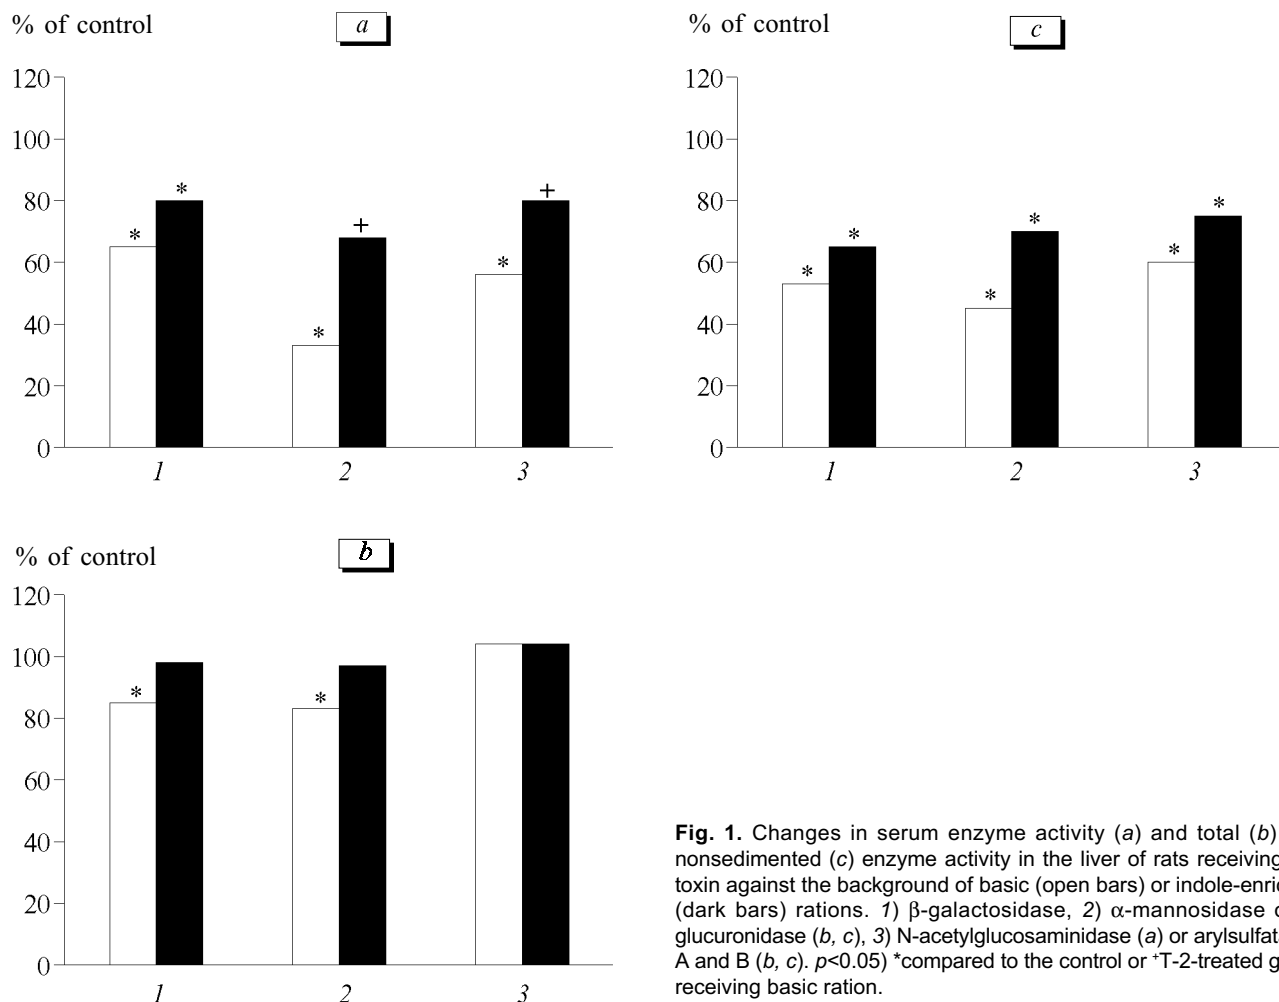 % of control
a
120
100
80
60
40
20
0
* *
* +
* +
1 2 3
% of control
c
120
100
80
60
40
20
0
* *
* *
* *
1 2 3
% of control
b
120
100
80
60
40
20
0
*
*
1 2 3
Fig. 1. Changes in serum enzyme activity (a) and total (b)
nonsedimented (c) enzyme activity in the liver of rats receiving
toxin against the background of basic (open bars) or indole-enri
(dark bars) rations. 1) β-galactosidase, 2) α-mannosidase
glucuronidase (b, c), 3) N-acetylglucosaminidase (a) or arylsulfat
A and B (b, c). p<0.05) *compared to the control or +T-2-treated g
receiving basic ration.